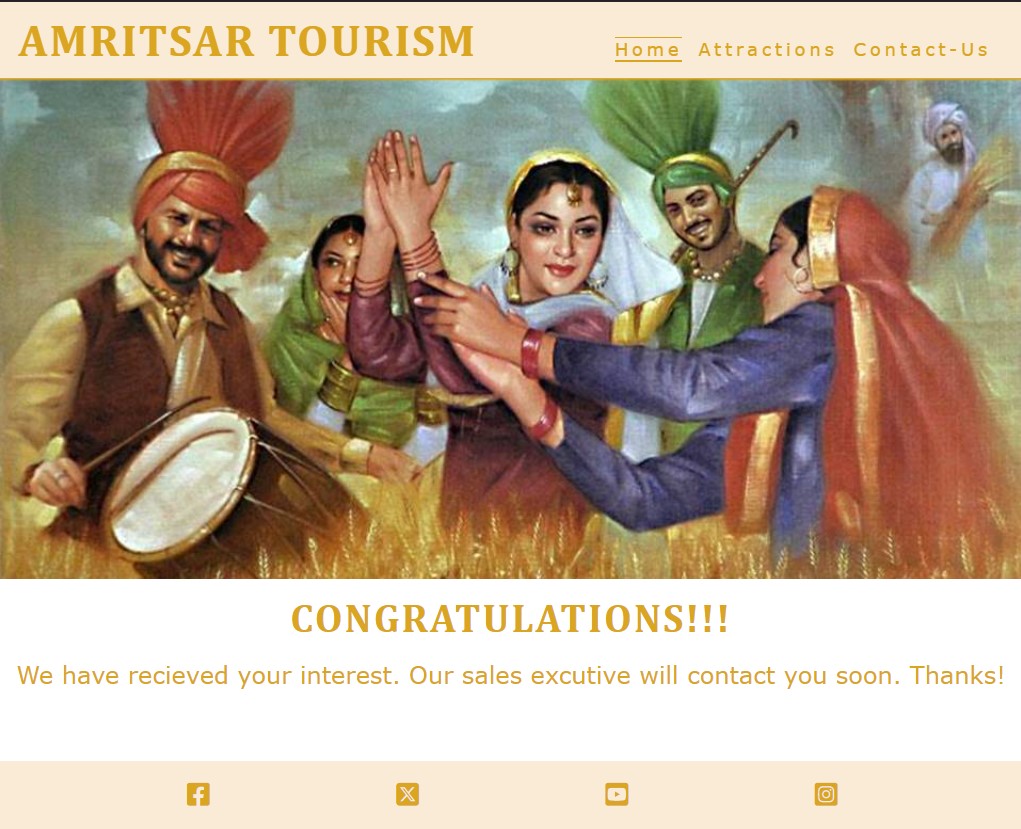 AMRITSAR TOURISM
Home Attractions Contact-Us
CONGRATULATIONS!!!
We have recieved your interest. Our sales excutive will contact you soon. Thanks!